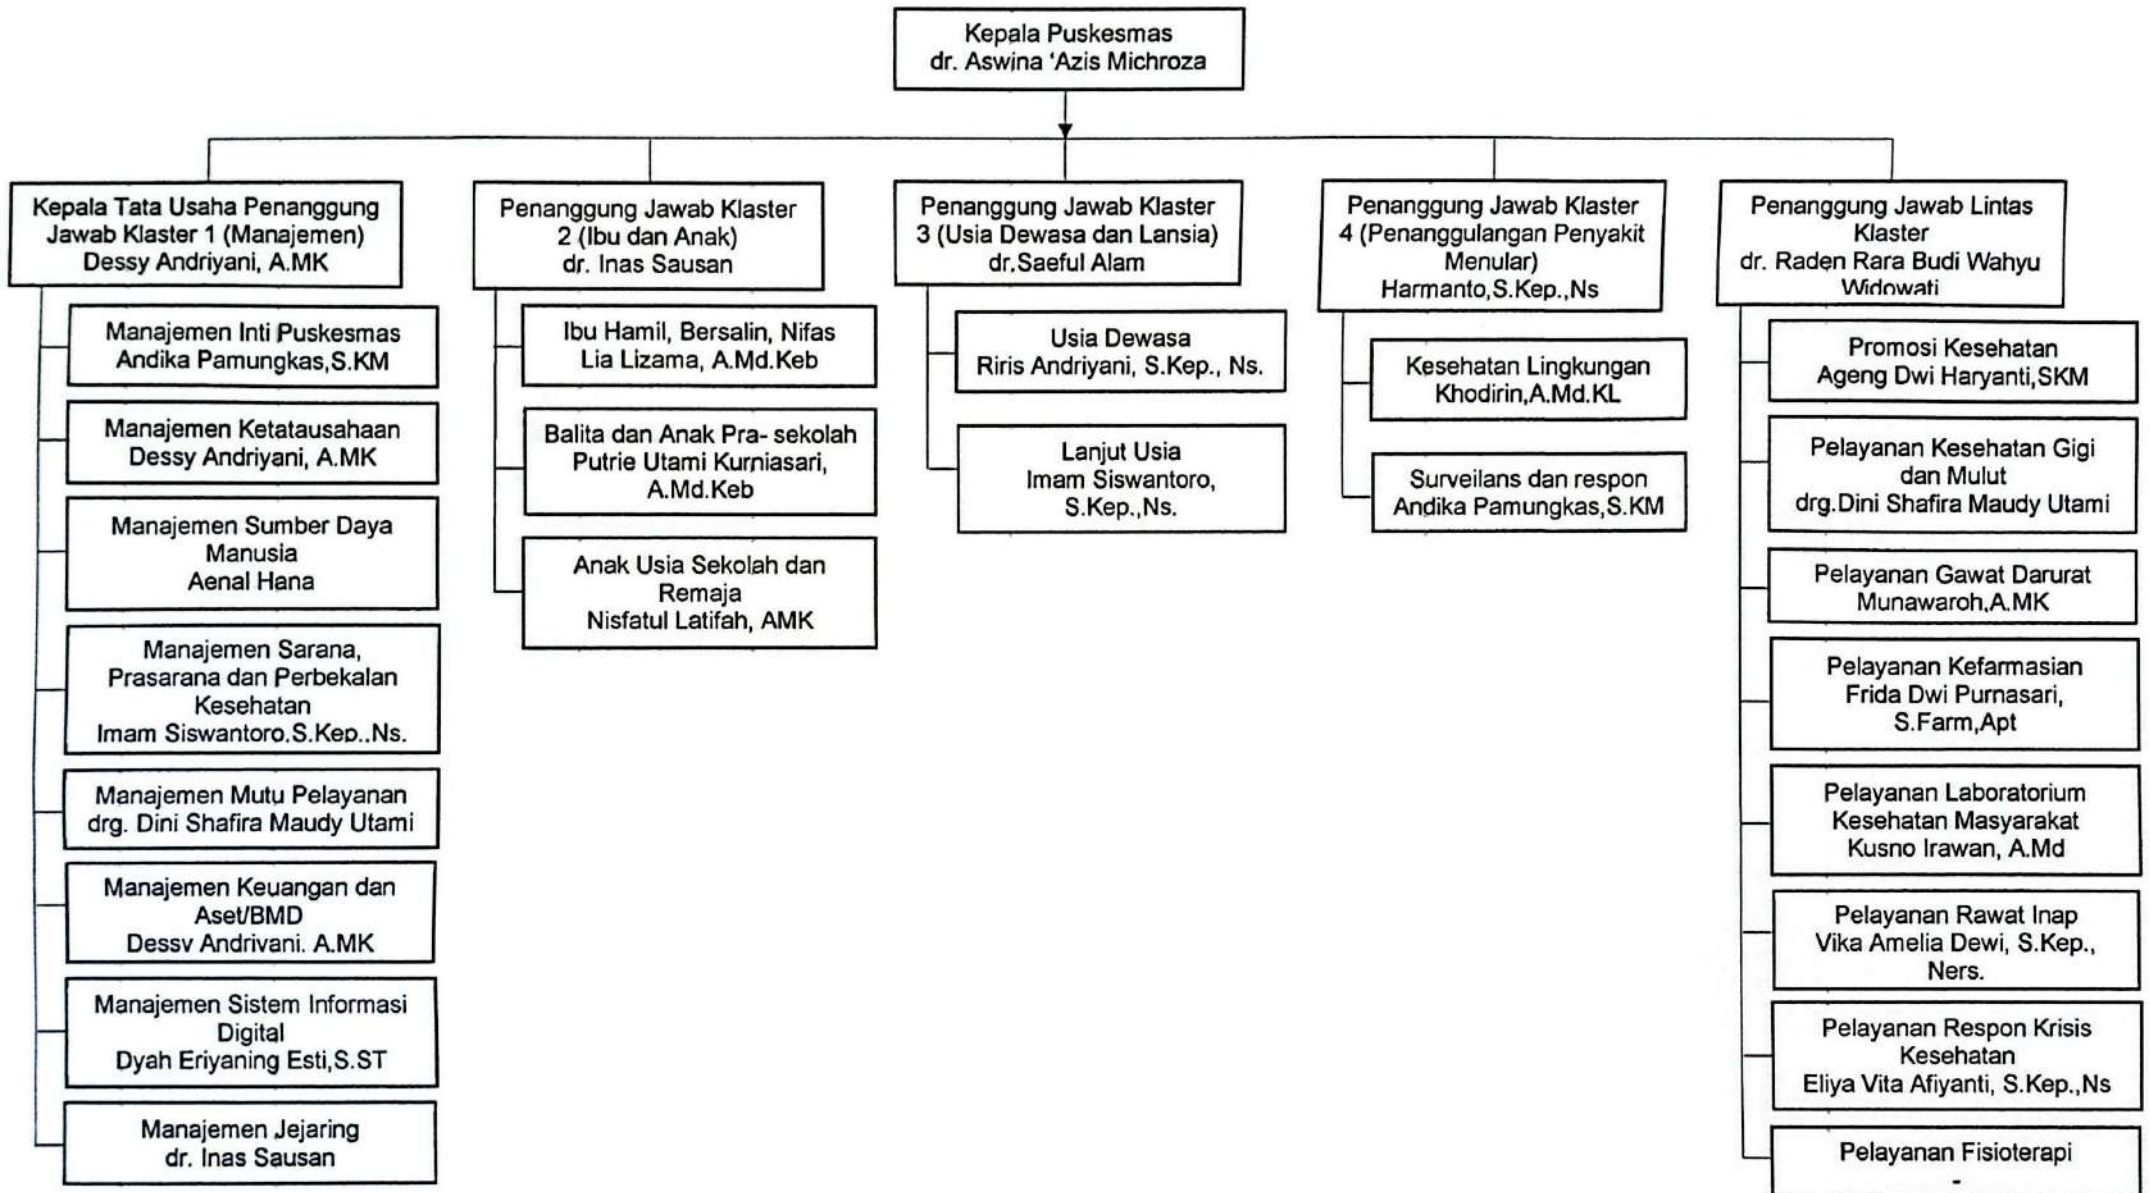 Kepala Puskesmas
dr. Aswina 'Azis Michroza
Kepala Tata Usaha Penanggung
Jawab Klaster 1 (Manajemen)
Dessy Andriyani, A.MK
Manajemen Inti Puskesmas
Andika Pamungkas,S.KM
Manajemen Ketatausahaan
Dessy Andriyani, A.MK
Manajemen Sumber Daya
Manusia
Aenal Hana
Manajemen Sarana,
Prasarana dan Perbekalan
Kesehatan
Imam Siswantoro,S.Kep.,Ns.
Manajemen Mutu Pelayanan
drg. Dini Shafira Maudy Utami
Manajemen Keuangan dan
Aset/BMD
Dessy Andriyani, A.MK
Manajemen Sistem Informasi
Digital
Dyah Eriyaning Esti,S.ST
Manajemen Jejaring
dr. Inas Sausan
Penanggung Jawab Klaster
2 (Ibu dan Anak)
dr. Inas Sausan
Ibu Hamil, Bersalin, Nifas
Lia Lizama, A.Md.Keb
Balita dan Anak Pra- sekolah
Putrie Utami Kurniasari,
A.Md.Keb
Anak Usia Sekolah dan
Remaja
Nisfatul Latifah, AMK
Penanggung Jawab Klaster
3 (Usia Dewasa dan Lansia)
dr.Saeful Alam
Usia Dewasa
Riris Andriyani, S.Kep., Ns.
Lanjut Usia
Imam Siswantoro,
S.Kep.,Ns.
Penanggung Jawab Klaster
4 (Penanggulangan Penyakit
Menular)
Harmanto,S.Kep.,Ns
Kesehatan Lingkungan
Khodirin,A.Md.KL
Surveilans dan respon
Andika Pamungkas,S.KM
Penanggung Jawab Lintas
Klaster
dr. Raden Rara Budi Wahyu
Widowati
Promosi Kesehatan
Ageng Dwi Haryanti,SKM
Pelayanan Kesehatan Gigi
dan Mulut
drg.Dini Shafira Maudy Utami
Pelayanan Gawat Darurat
Munawaroh,A.MK
Pelayanan Kefarmasian
Frida Dwi Purnasari,
S.Farm,Apt
Pelayanan Laboratorium
Kesehatan Masyarakat
Kusno Irawan, A.Md
Pelayanan Rawat Inap
Vika Amelia Dewi, S.Kep.,
Ners.
Pelayanan Respon Krisis
Kesehatan
Eliya Vita Afiyanti, S.Kep.,Ns
Pelayanan Fisioterapi
-